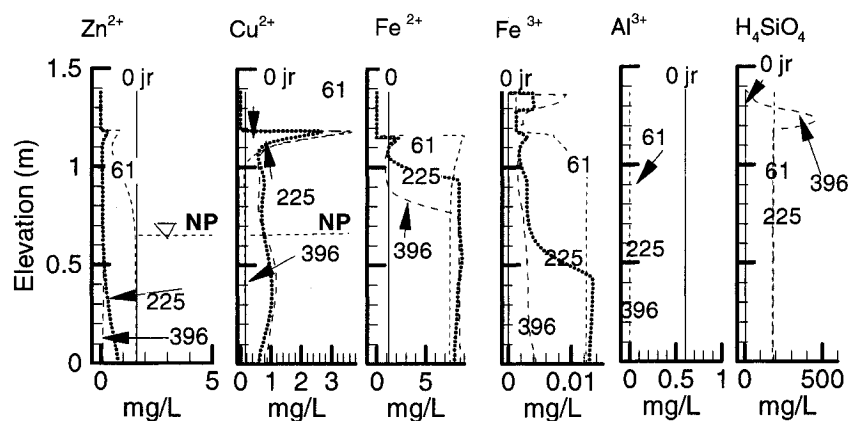 Zn2+ Cu2+ Fe 2+ Fe 3+ Al3+ H4SiO4
1.5 0 jr 0 jr 0 0 jr 0 jr 0 jr
61
61 61 61 61
1 225 225 396
225
NP NP 396 225 225
Elevation (m)
0.5 396
225
396 396 396
0
0 5 0 1 2 3 0 5 0 0.01 0 0.5 1 0 500
mg/L mg/L mg/L mg/L mg/L mg/L